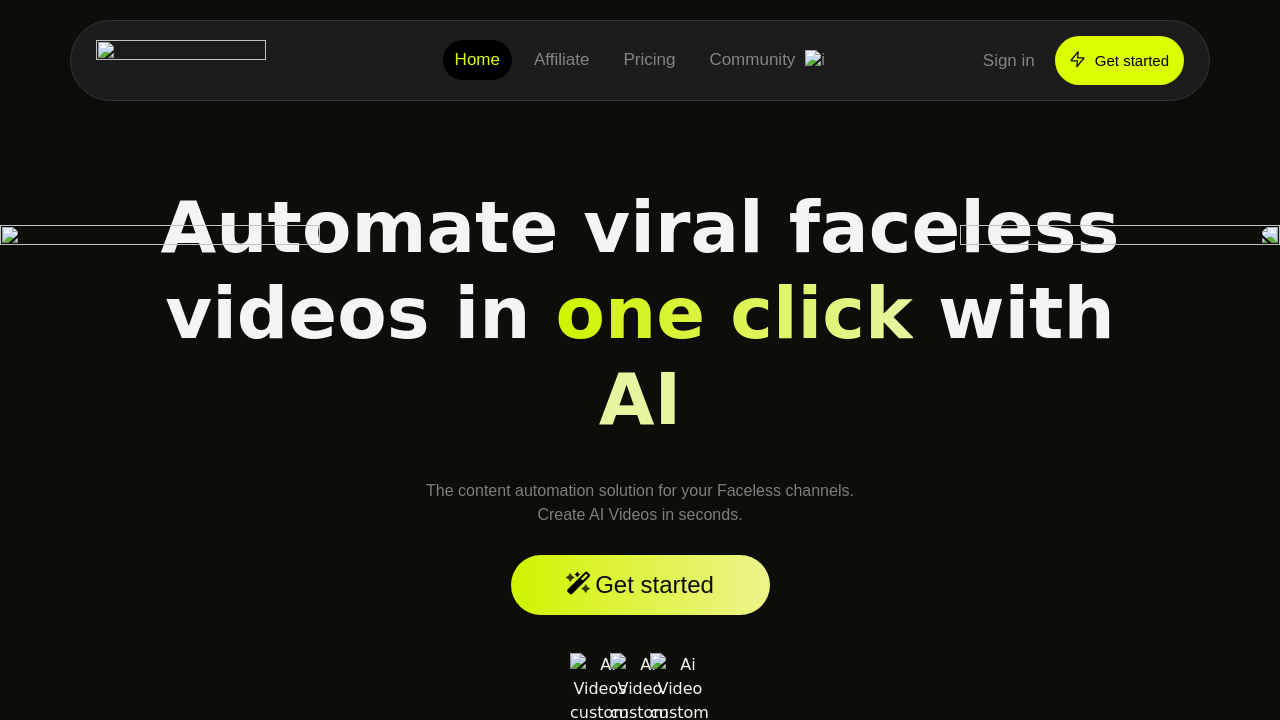 Home
Affiliate
Pricing
Community
Sign in
Get started
Automate viral faceless
videos in one click with
AI
The content automation solution for your Faceless channels.
Create AI Videos in seconds.
Get started
Ai
Videos
custom
Ai
Video
custom
Ai
Video
custom